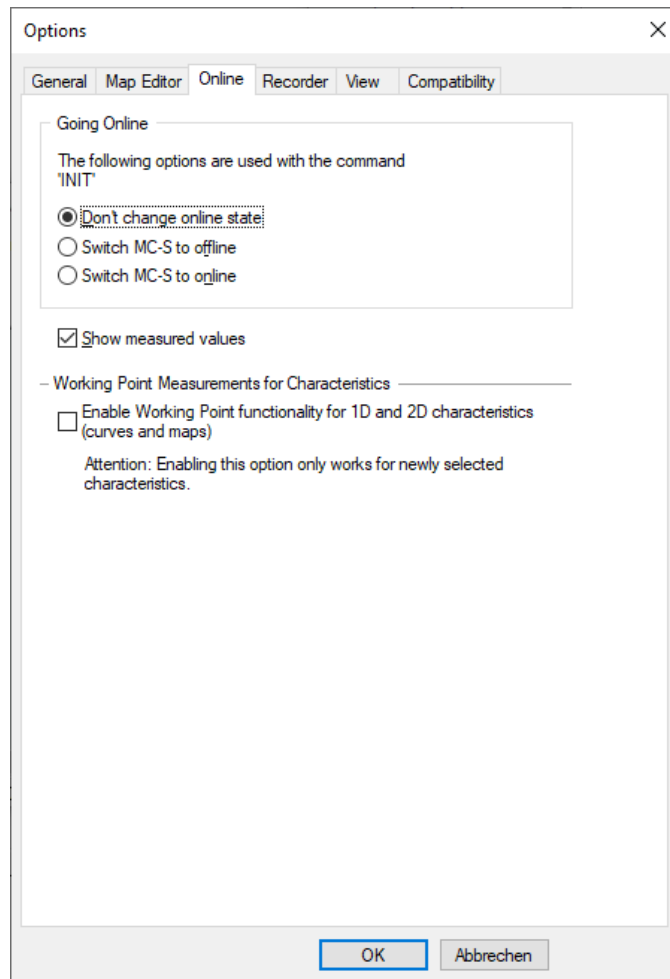 Options
General Map Editor Online Recorder View Compatibility
Going Online
The following options are used with the command
'INIT'
Don't change online state
Switch MC-S to offline
Switch MC-S to online
Show measured values
Working Point Measurements for Characteristics
Enable Working Point functionality for 1D and 2D characteristics
(curves and maps)
Attention: Enabling this option only works for newly selected
characteristics.
OK Abbrechen